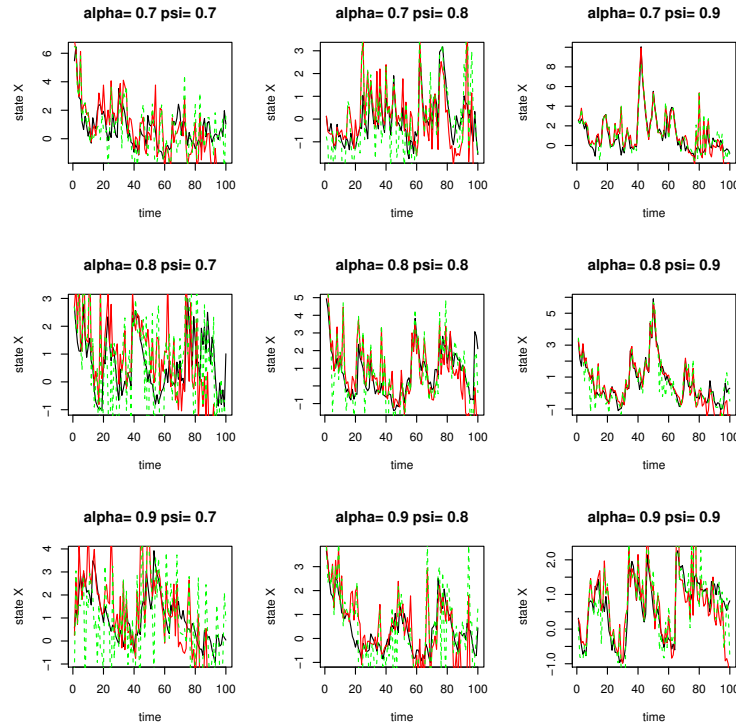 alpha= 0.7 psi= 0.7
state X
6
4
2
0
0 20 40 60 80 100
time
alpha= 0.7 psi= 0.8
state X
3
2
1
0
−1
0 20 40 60 80 100
time
alpha= 0.7 psi= 0.9
state X
8
6
4
2
0
0 20 40 60 80 100
time
alpha= 0.8 psi= 0.7
state X
3
2
1
0
−1
0 20 40 60 80 100
time
alpha= 0.8 psi= 0.8
state X
5
4
3
2
1
−1
0 20 40 60 80 100
time
alpha= 0.8 psi= 0.9
state X
5
3
1
−1
0 20 40 60 80 100
time
alpha= 0.9 psi= 0.7
state X
4
3
2
1
0
−1
0 20 40 60 80 100
time
alpha= 0.9 psi= 0.8
state X
3
2
1
0
−1
0 20 40 60 80 100
time
alpha= 0.9 psi= 0.9
state X
2.0
1.0
0.0
−1.0
0 20 40 60 80 100
time